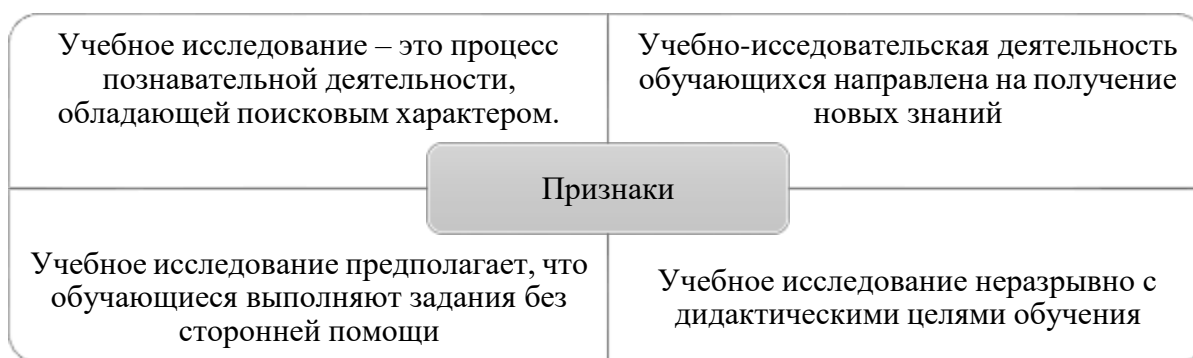 Учебное исследование – это процесс
познавательной деятельности,
обладающей поисковым характером.
Учебно-исседовательская деятельность
обучающихся направлена на получение
новых знаний
Признаки
Учебное исследование предполагает, что
обучающиеся выполняют задания без
сторонней помощи
Учебное исследование неразрывно с
дидактическими целями обучения